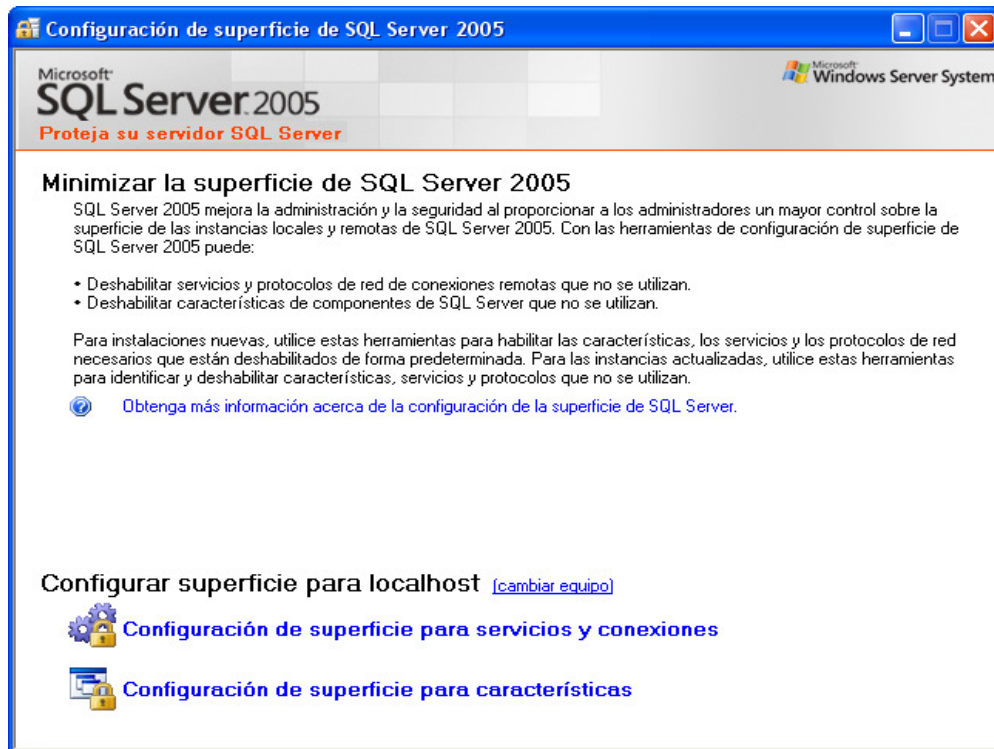 Configuración de superficie de SQL Server 2005
Microsoft
SQL Server 2005
Proteja su servidor SQL Server
Microsoft
Windows Server System
Minimizar la superficie de SQL Server 2005
SQL Server 2005 mejora la administración y la seguridad al proporcionar a los administradores un mayor control sobre la
superficie de las instancias locales y remotas de SQL Server 2005. Con las herramientas de configuración de superficie de
SQL Server 2005 puede:
• Deshabilitar servicios y protocolos de red de conexiones remotas que no se utilizan.
• Deshabilitar características de componentes de SQL Server que no se utilizan.
Para instalaciones nuevas, utilice estas herramientas para habilitar las características, los servicios y los protocolos de red
necesarios que están deshabilitados de forma predeterminada. Para las instancias actualizadas, utilice estas herramientas
para identificar y deshabilitar características, servicios y protocolos que no se utilizan.
Obtenga más información acerca de la configuración de la superficie de SQL Server.
Configurar superficie para localhost (cambiar equipo)
Configuración de superficie para servicios y conexiones
Configuración de superficie para características